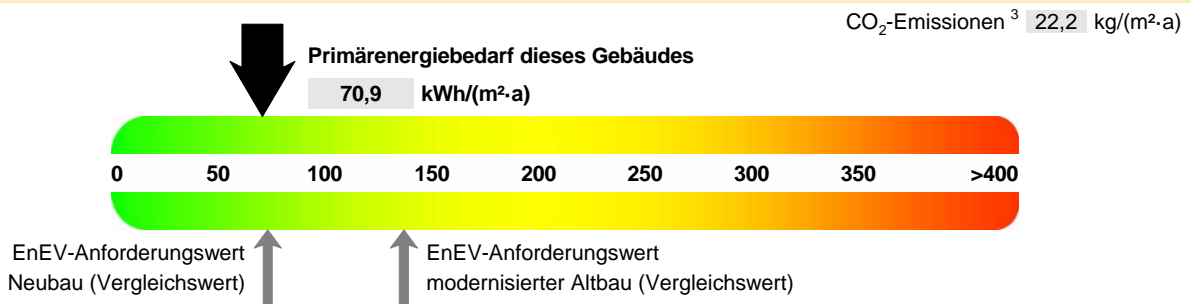 CO₂-Emissionen ³ 22,2 kg/(m²·a)
Primärenergiebedarf dieses Gebäudes
70,9 kWh/(m²·a)
0 50 100 150 200 250 300 350 >400
EnEV-Anforderungswert
Neubau (Vergleichswert)
EnEV-Anforderungswert
modernisierter Altbau (Vergleichswert)